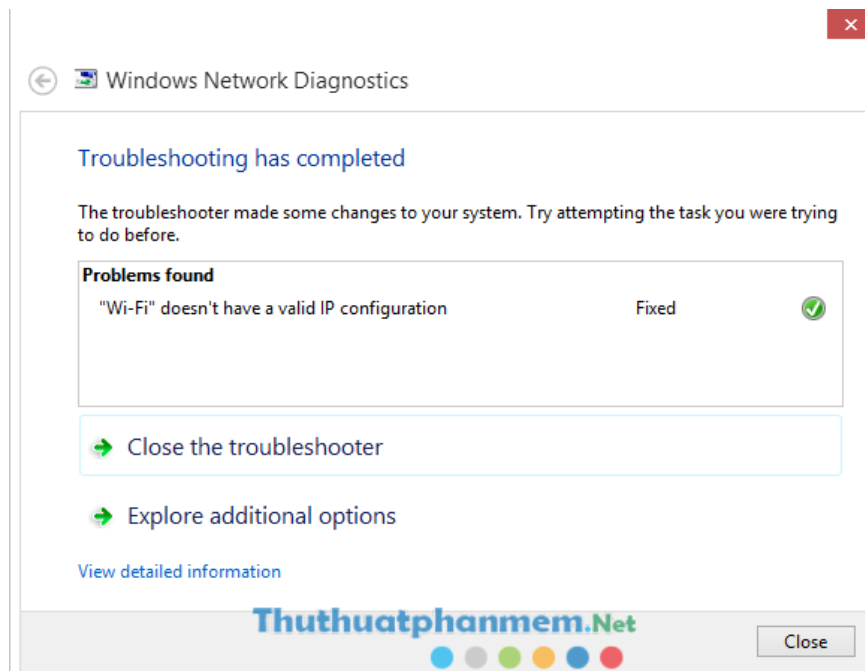 Windows Network Diagnostics
Troubleshooting has completed
The troubleshooter made some changes to your system. Try attempting the task you were trying
to do before.
Problems found
"Wi-Fi" doesn't have a valid IP configuration Fixed
Close the troubleshooter
Explore additional options
View detailed information
Thuthuatphanmem.Net
Close